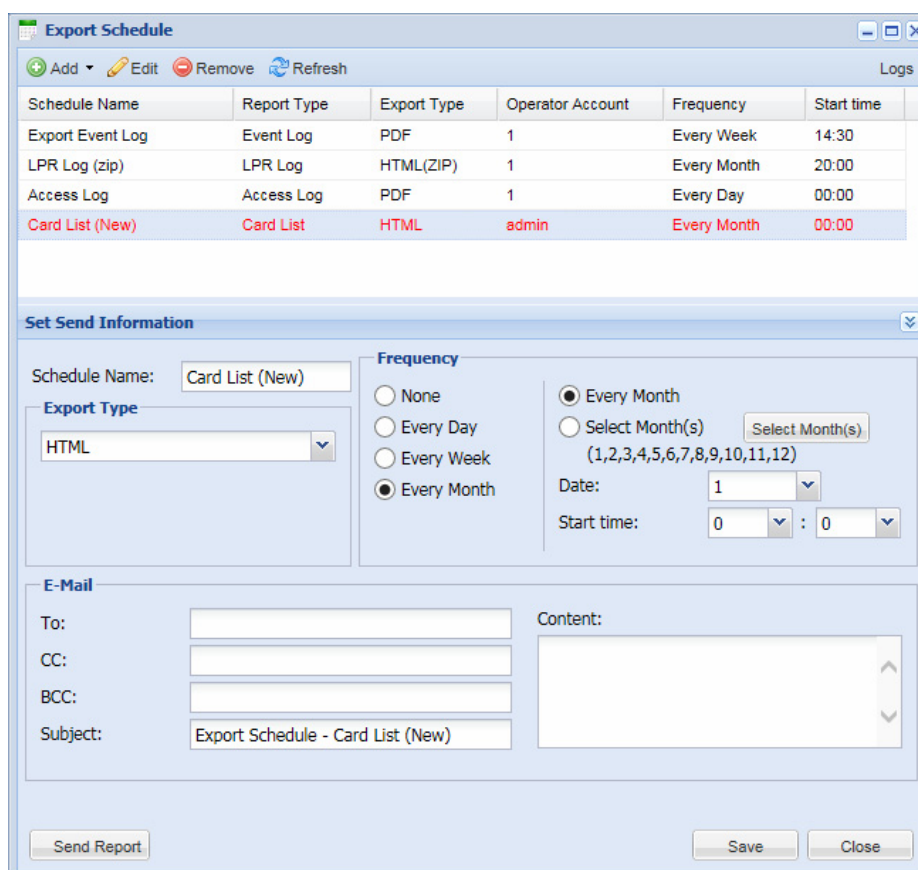 Export Schedule
Add Edit Remove Refresh Logs
Schedule Name Report Type Export Type Operator Account Frequency Start time
Export Event Log Event Log PDF 1 Every Week 14:30
LPR Log (zip) LPR Log HTML(ZIP) 1 Every Month 20:00
Access Log Access Log PDF 1 Every Day 00:00
Card List (New) Card List HTML admin Every Month 00:00
Set Send Information
Schedule Name: Card List (New)
Export Type
HTML
Frequency
None
Every Day
Every Week
Every Month
Every Month
Select Month(s) Select Month(s)
(1,2,3,4,5,6,7,8,9,10,11,12)
Date: 1
Start time: 0 : 0
E-Mail
To:
CC:
BCC:
Subject: Export Schedule - Card List (New)
Content:
Send Report Save Close